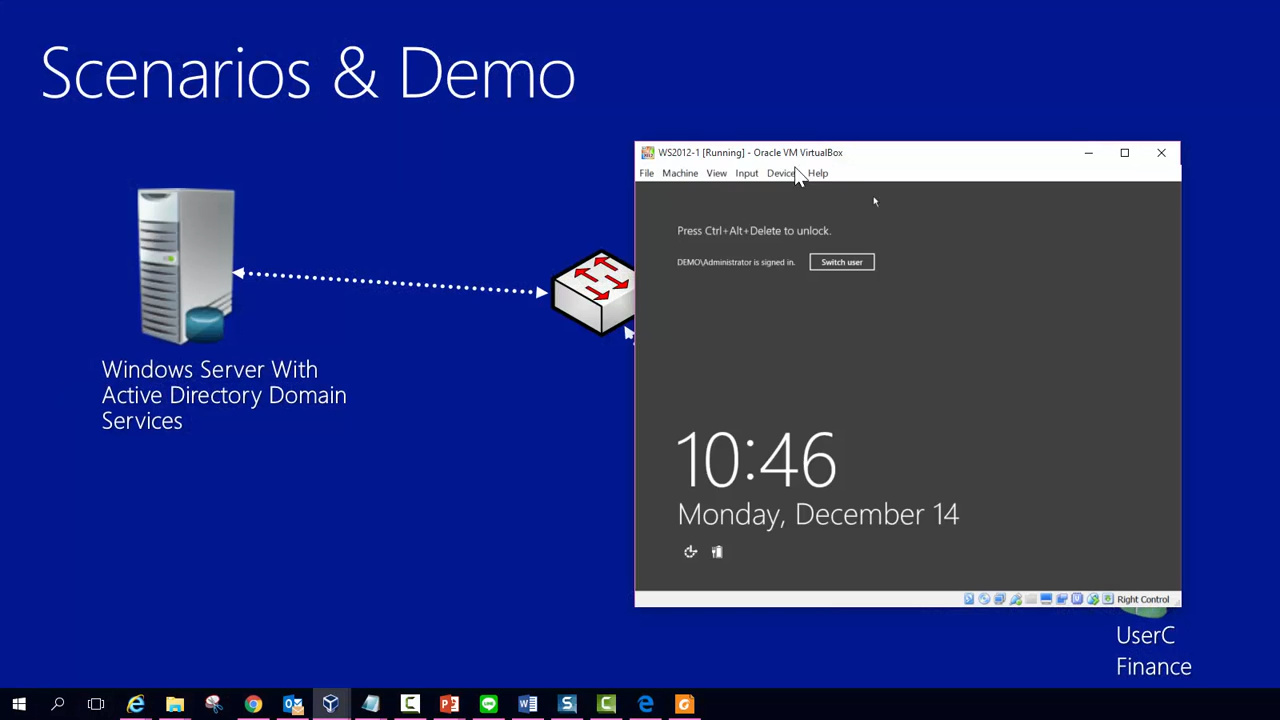 Scenarios & Demo
WS2012-1 [Running] - Oracle VM VirtualBox
File Machine View Input Device Help
Press Ctrl+Alt+Delete to unlock.
DEMO\Administrator is signed in.
Switch user
Windows Server With
Active Directory Domain
Services
10:46
Monday, December 14
Right Control
UserC
Finance